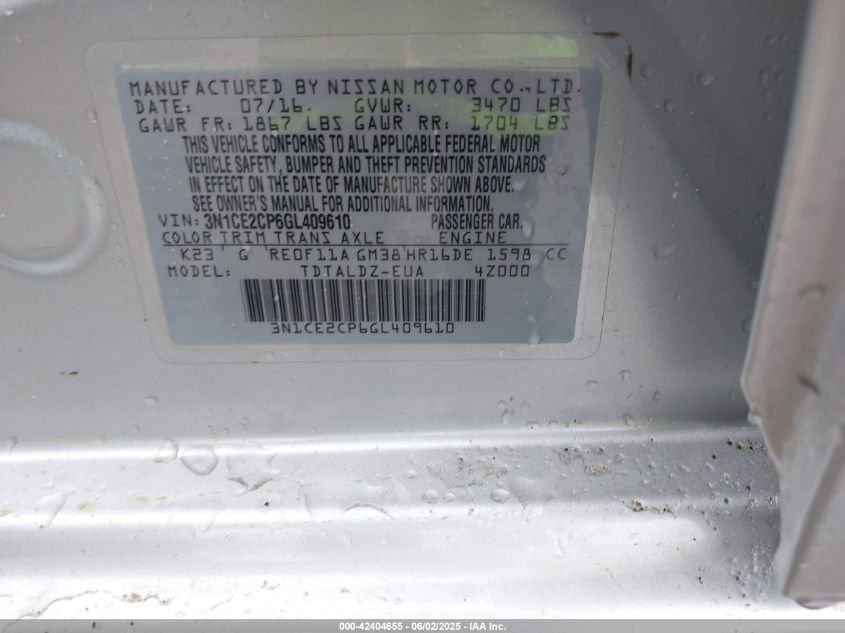 MANUFACTURED BY NISSAN MOTOR CO., LTD.
DATE: 07/16. GVWR: 3470 LBS
GAWR FR: 1867 LBS GAWR RR: 1704 LBS
THIS VEHICLE CONFORMS TO ALL APPLICABLE FEDERAL MOTOR
VEHICLE SAFETY, BUMPER AND THEFT PREVENTION STANDARDS
IN EFFECT ON THE DATE OF MANUFACTURE SHOWN ABOVE.
SEE OWNER'S MANUAL FOR ADDITIONAL INFORMATION.
VIN: 3N1CE2CP6GL409610 PASSENGER CAR.
COLOR TRIM TRANS AXLE ENGINE
K23 G RE0F11A GM38 HR16DE 1598 CC
MODEL: TDTALDZ-EUA 4Z000
3N1CE2CP6GL409610
000-42404655 - 06/02/2025 - IAA Inc.